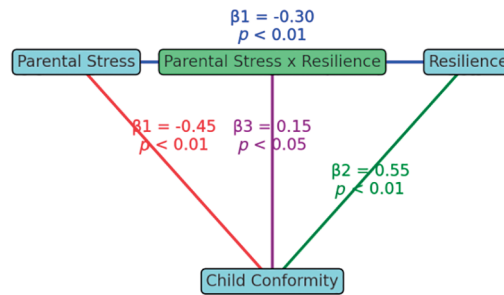 β1 = -0.30
p < 0.01
Parental Stress
Parental Stress x Resilience
Resilience
β1 = -0.45
p < 0.01
β3 = 0.15
p < 0.05
β2 = 0.55
p < 0.01
Child Conformity